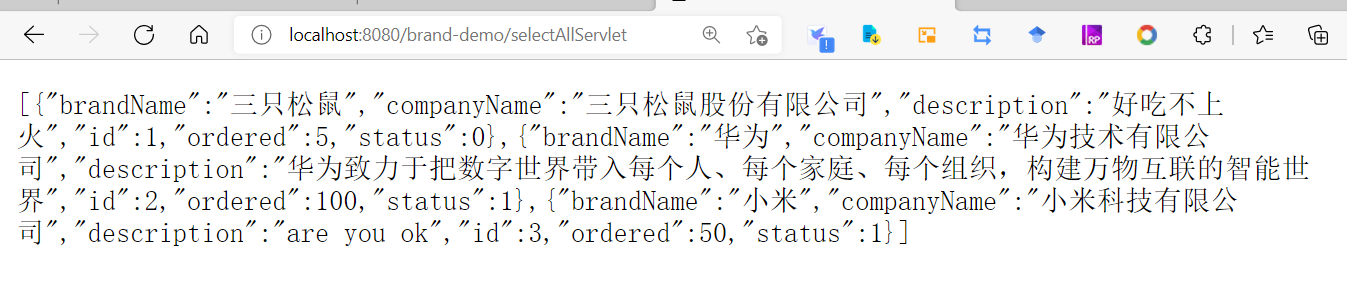 localhost:8080/brand-demo/selectAllServlet
[{"brandName":"三只松鼠","companyName":"三只松鼠股份有限公司","description":"好吃不上
火","id":1,"ordered":5,"status":0},{"brandName":"华为","companyName":"华为技术有限公
司","description":"华为致力于把数字世界带入每个人、每个家庭、每个组织，构建万物互联的智能世
界","id":2,"ordered":100,"status":1},{"brandName":"小米","companyName":"小米科技有限公
司","description":"are you ok","id":3,"ordered":50,"status":1}]